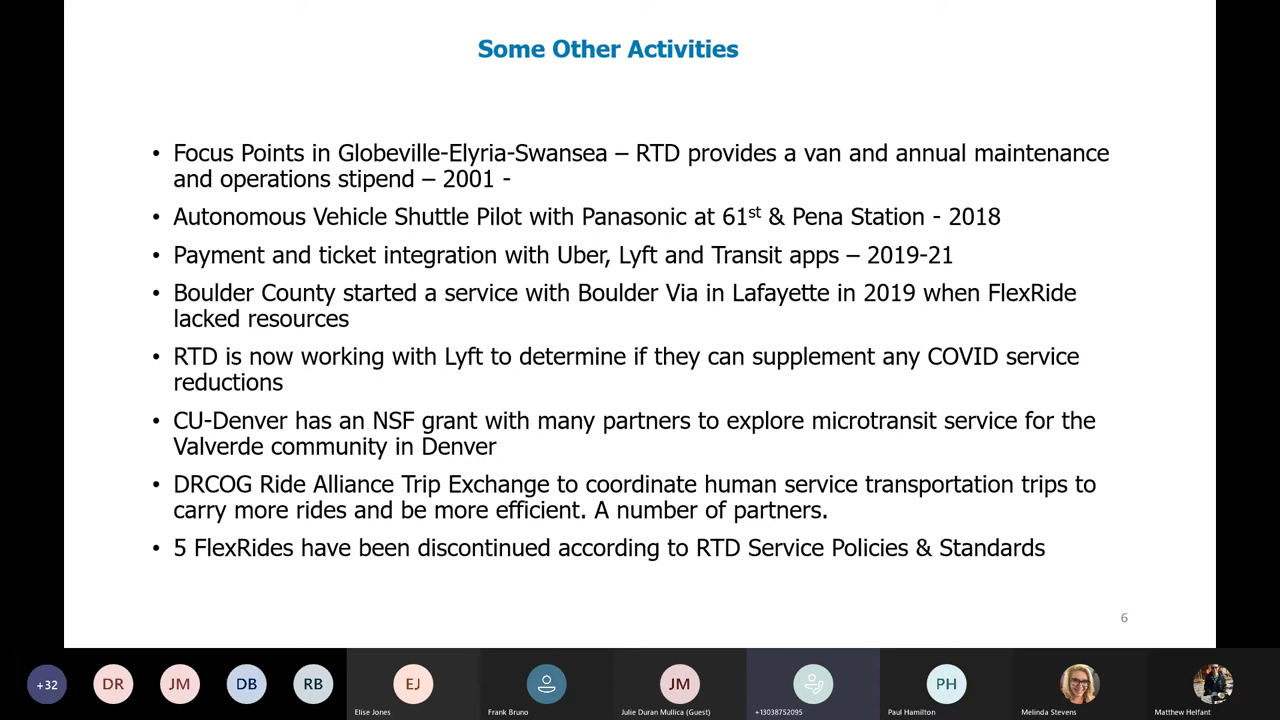 Some Other Activities
• Focus Points in Globeville-Elyria-Swansea – RTD provides a van and annual maintenance
and operations stipend – 2001 -
• Autonomous Vehicle Shuttle Pilot with Panasonic at 61st & Pena Station - 2018
• Payment and ticket integration with Uber, Lyft and Transit apps – 2019-21
• Boulder County started a service with Boulder Via in Lafayette in 2019 when FlexRide
lacked resources
• RTD is now working with Lyft to determine if they can supplement any COVID service
reductions
• CU-Denver has an NSF grant with many partners to explore microtransit service for the
Valverde community in Denver
• DRCOG Ride Alliance Trip Exchange to coordinate human service transportation trips to
carry more rides and be more efficient. A number of partners.
• 5 FlexRides have been discontinued according to RTD Service Policies & Standards
6
+32 DR JM DB RB EJ JM PH
Elise Jones Frank Bruno Julie Duran Mullica (Guest) +13038752095 Paul Hamilton Melinda Stevens Matthew Helfant